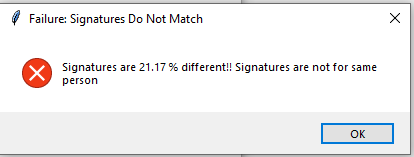 Failure: Signatures Do Not Match
Signatures are 21.17 % different!! Signatures are not for same
person
OK